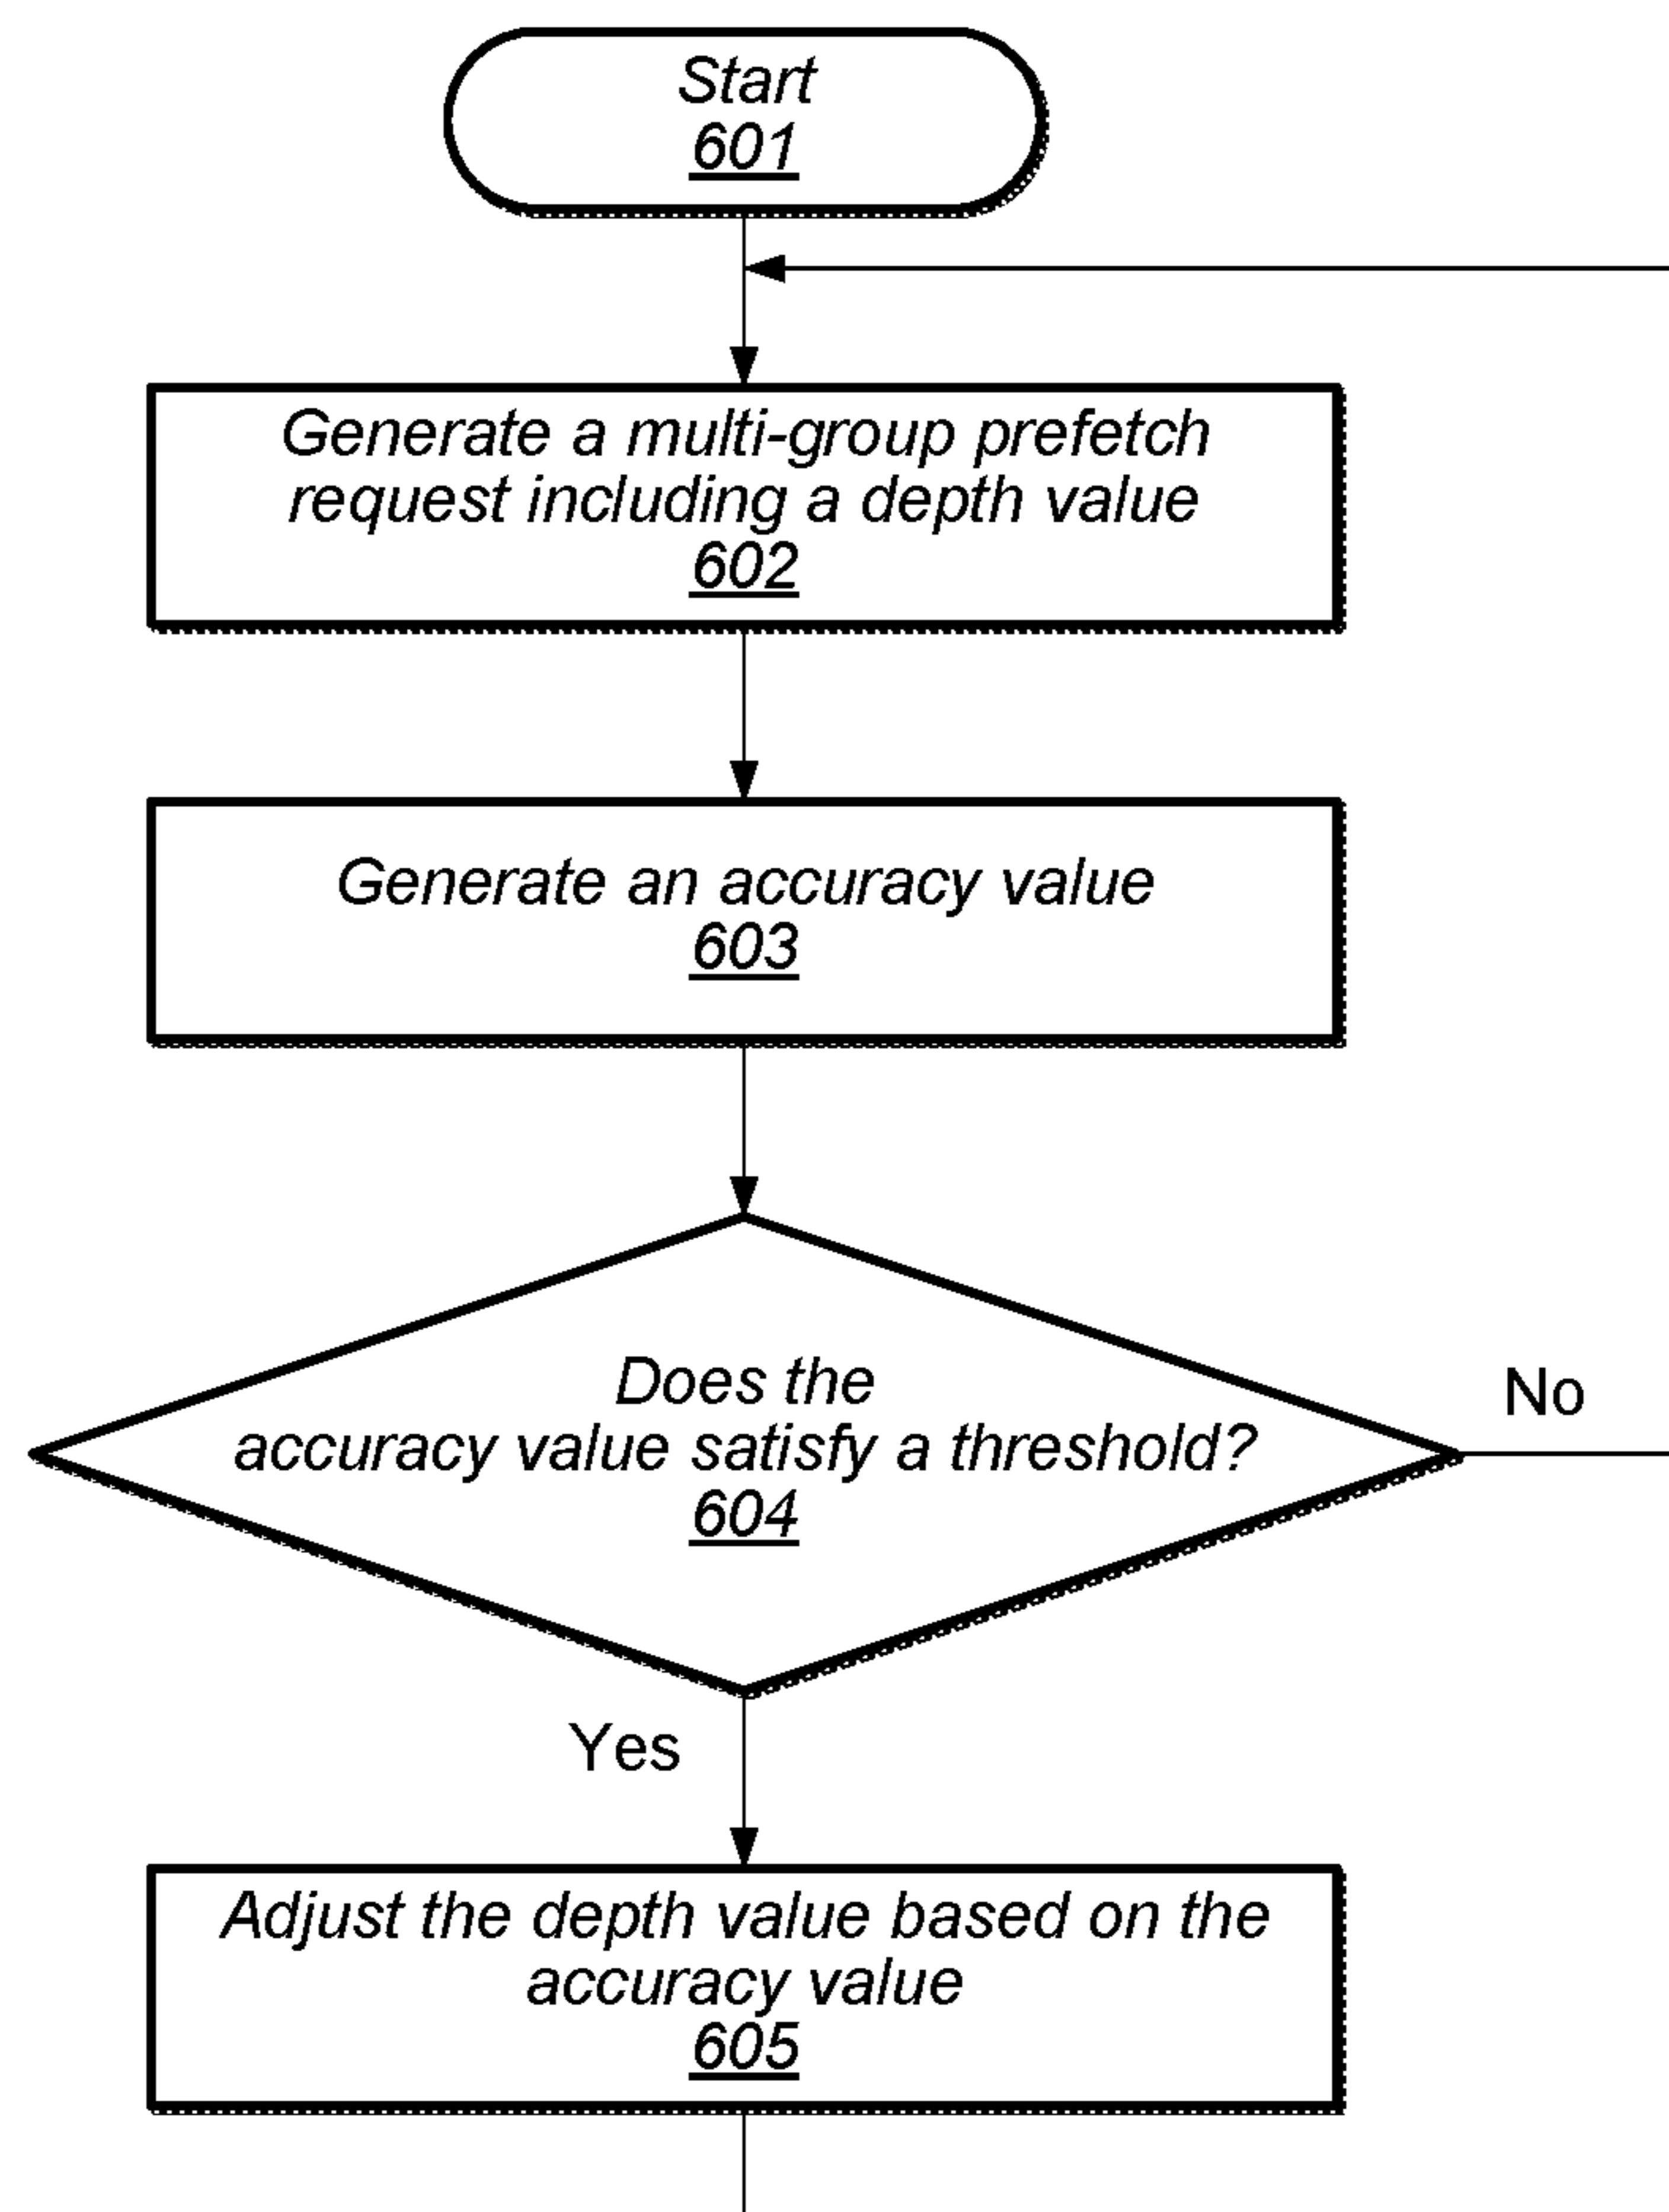 Start
601
Generate a multi-group prefetch
request including a depth value
602
Generate an accuracy value
603
Does the
accuracy value satisfy a threshold?
604
No
Yes
Adjust the depth value based on the
accuracy value
605